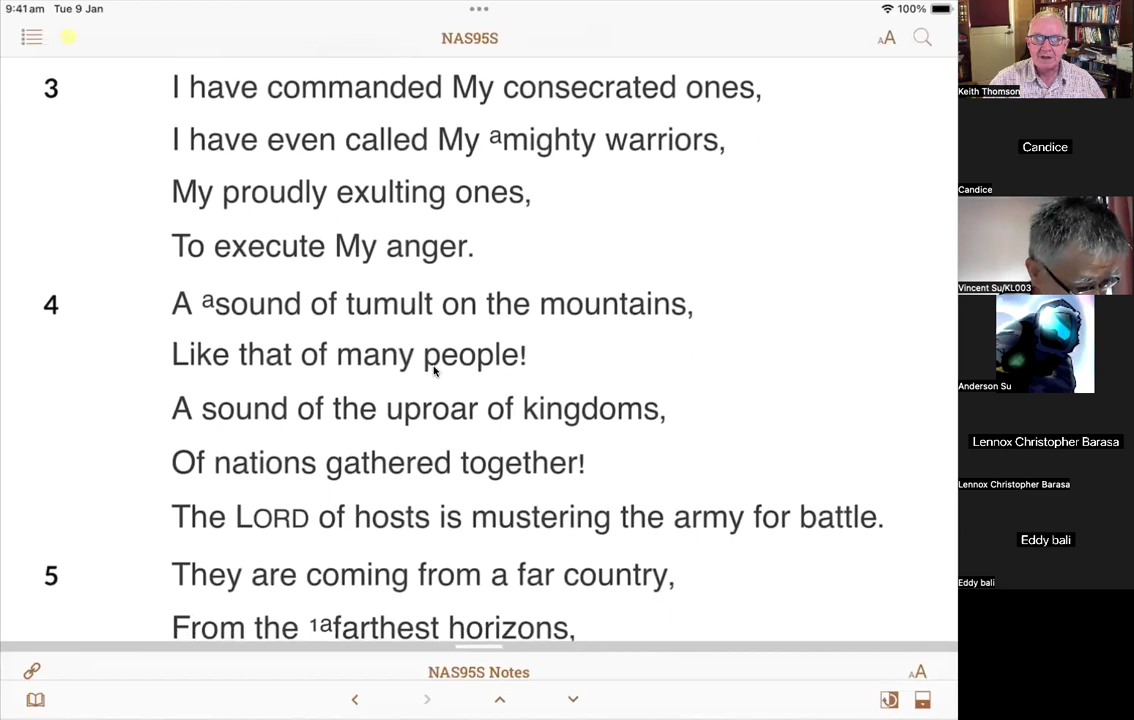 9:41am Tue 9 Jan
100%
NAS95S
AA
3 I have commanded My consecrated ones,
I have even called My amighty warriors,
My proudly exulting ones,
To execute My anger.
4 A asound of tumult on the mountains,
Like that of many people!
A sound of the uproar of kingdoms,
Of nations gathered together!
The LORD of hosts is mustering the army for battle.
5 They are coming from a far country,
From the 1afarthest horizons,
NAS95S Notes
AA
Keith Thomson
Candice
Candice
Vincent Su/KL003
Anderson Su
Lennox Christopher Barasa
Lennox Christopher Barasa
Eddy bali
Eddy bali